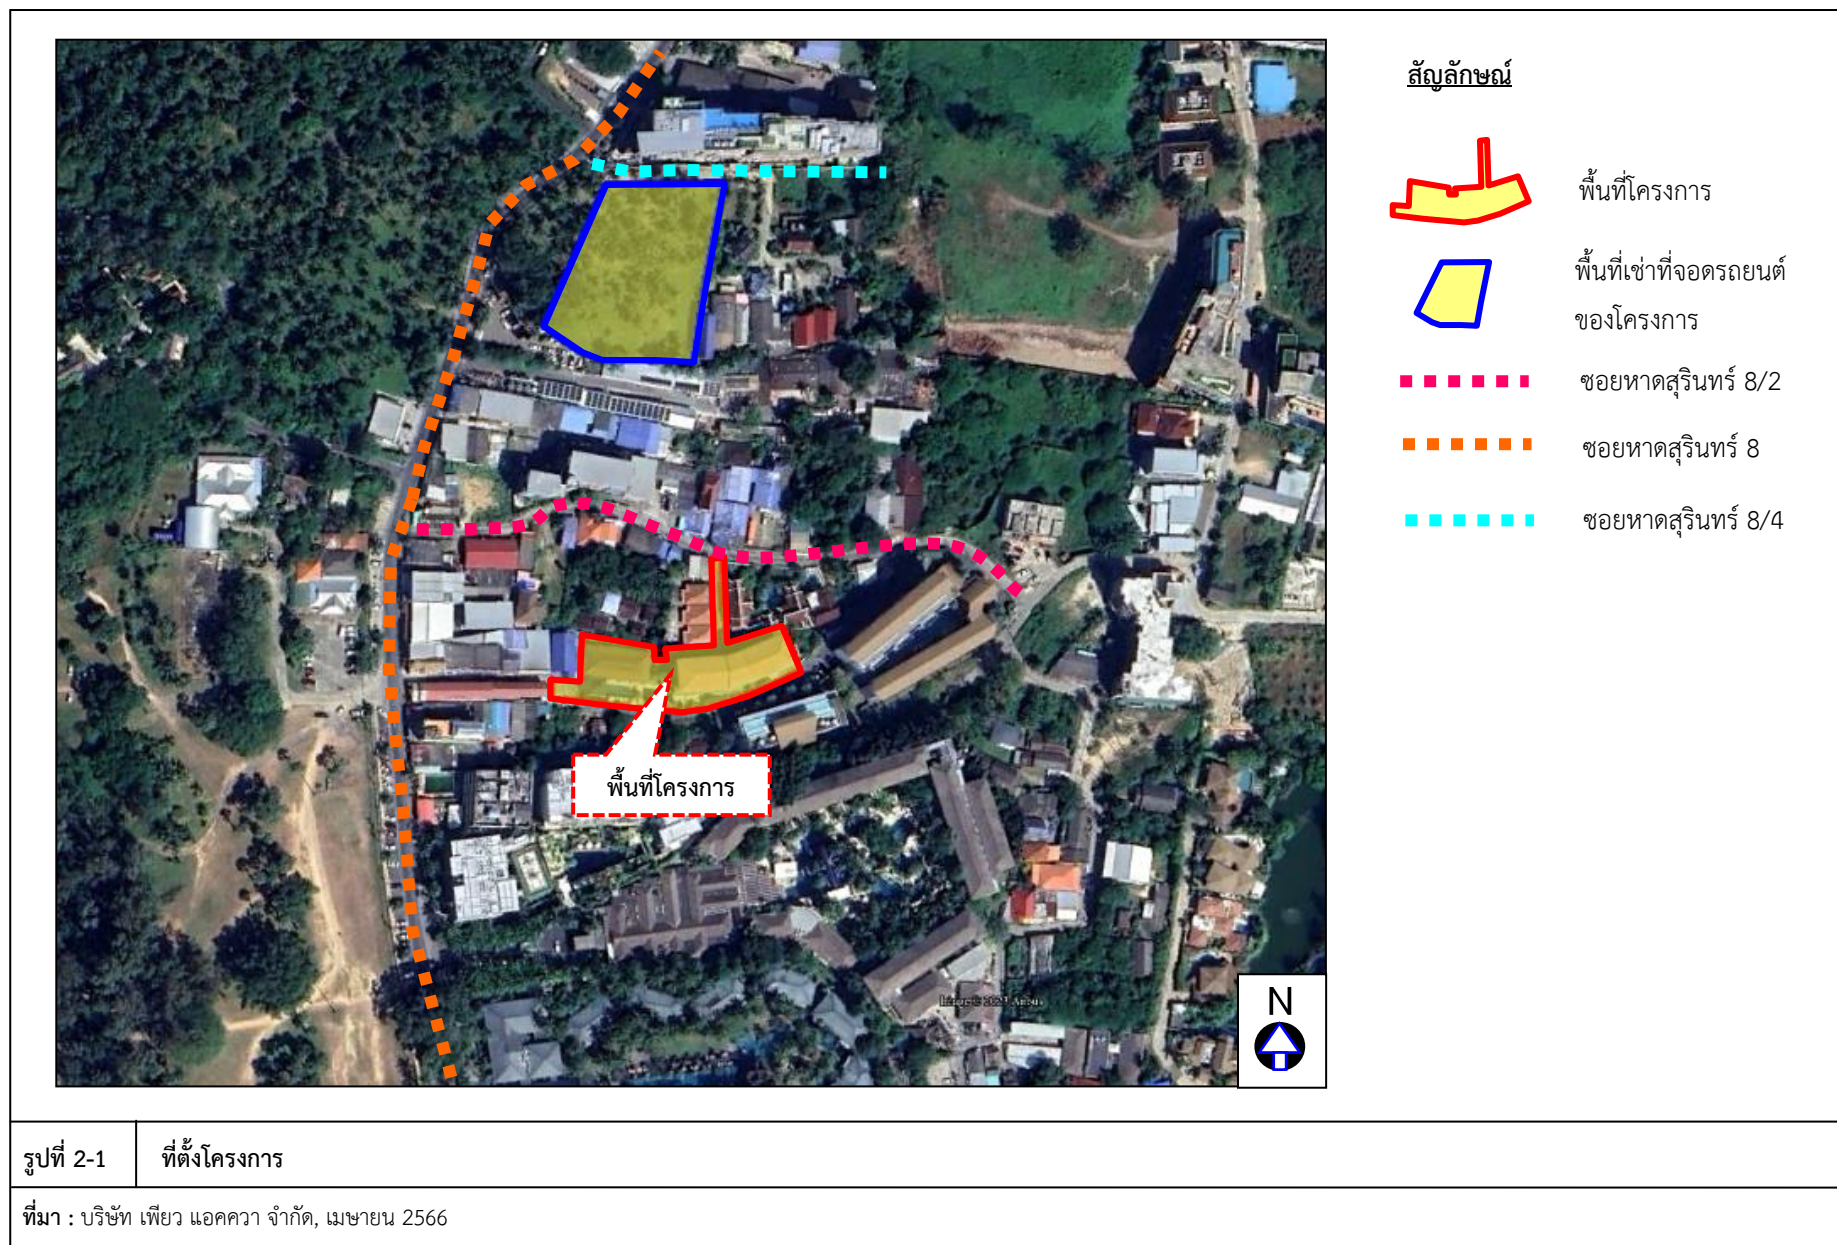 สัญลักษณ์
พื้นที่โครงการ
พื้นที่เช่าที่จอดรถยนต์
ของโครงการ
ซอยหาดสุรินทร์ 8/2
ซอยหาดสุรินทร์ 8
ซอยหาดสุรินทร์ 8/4
พื้นที่โครงการ
N
รูปที่ 2-1
ที่ตั้งโครงการ
ที่มา : บริษัท เพียว แอคควา จำกัด, เมษายน 2566